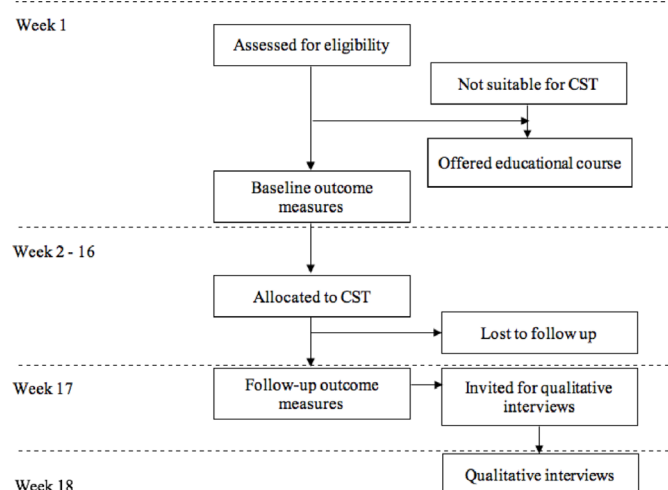 Week 1
Assessed for eligibility
Not suitable for CST
Offered educational course
Baseline outcome
measures
Week 2 - 16
Allocated to CST
Lost to follow up
Week 17
Follow-up outcome
measures
Invited for qualitative
interviews
Qualitative interviews
Week 18